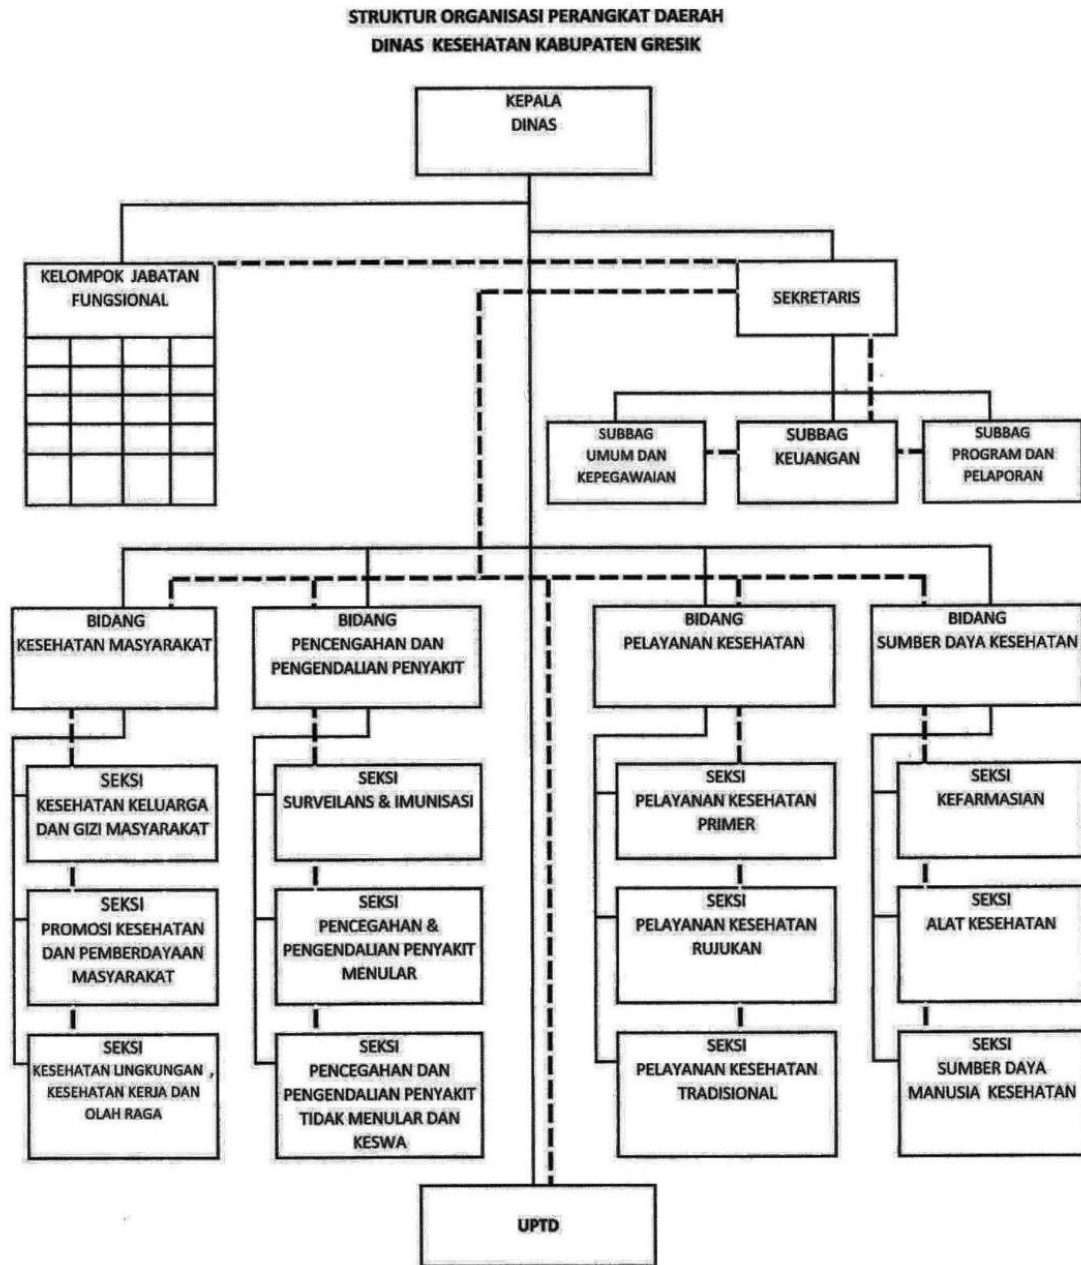 STRUKTUR ORGANISASI PERANGKAT DAERAH
DINAS KESEHATAN KABUPATEN GRESIK
KEPALA
DINAS
KELOMPOK JABATAN
FUNGSIONAL
SEKRETARIS
SUBBAG
UMUM DAN
KEPEGAWAIAN
SUBBAG
KEUANGAN
SUBBAG
PROGRAM DAN
PELAPORAN
BIDANG
KESEHATAN MASYARAKAT
BIDANG
PENCENGAHAN DAN
PENGENDALIAN PENYAKIT
BIDANG
PELAYANAN KESEHATAN
BIDANG
SUMBER DAYA KESEHATAN
SEKSI
KESEHATAN KELUARGA
DAN GIZI MASYARAKAT
SEKSI
SURVEILANS & IMUNISASI
SEKSI
PELAYANAN KESEHATAN
PRIMER
SEKSI
KEFARMASIAN
SEKSI
PROMOSI KESEHATAN
DAN PEMBERDAYAAN
MASYARAKAT
SEKSI
PENCEGAHAN &
PENGENDALIAN PENYAKIT
MENULAR
SEKSI
PELAYANAN KESEHATAN
RUJUKAN
SEKSI
ALAT KESEHATAN
SEKSI
KESEHATAN LINGKUNGAN ,
KESEHATAN KERJA DAN
OLAH RAGA
SEKSI
PENCEGAHAN DAN
PENGENDALIAN PENYAKIT
TIDAK MENULAR DAN
KESWA
SEKSI
PELAYANAN KESEHATAN
TRADISIONAL
SEKSI
SUMBER DAYA
MANUSIA KESEHATAN
UPTD